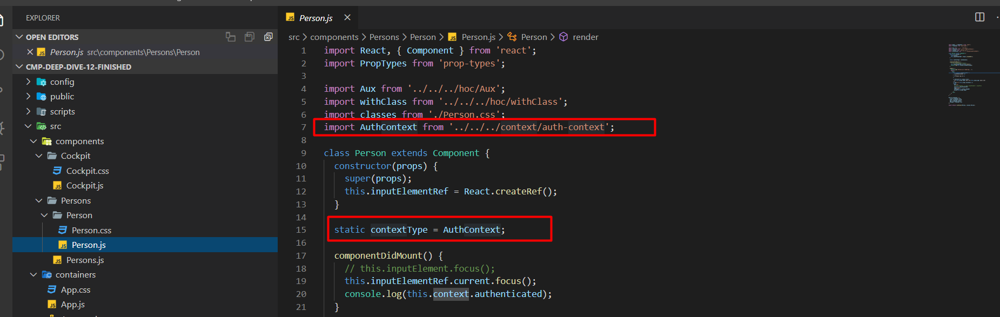 EXPLORER
OPEN EDITORS
Person.js src\components\Persons\Person
CMP-DEEP-DIVE-12-FINISHED
config
public
scripts
src
components
Cockpit
Cockpit.css
Cockpit.js
Persons
Person
Person.css
Person.js
Persons.js
containers
App.css
App.js
Person.js
src > components > Persons > Person > Person.js > Person > render
1 import React, { Component } from 'react';
2 import PropTypes from 'prop-types';
3
4 import Aux from '../../../hoc/Aux';
5 import withClass from '../../../hoc/withClass';
6 import classes from './Person.css';
7 import AuthContext from '../../../context/auth-context';
8
9 class Person extends Component {
10 constructor(props) {
11 super(props);
12 this.inputElementRef = React.createRef();
13 }
14
15 static contextType = AuthContext;
16
17 componentDidMount() {
18 // this.inputElement.focus();
19 this.inputElementRef.current.focus();
20 console.log(this.context.authenticated);
21 }